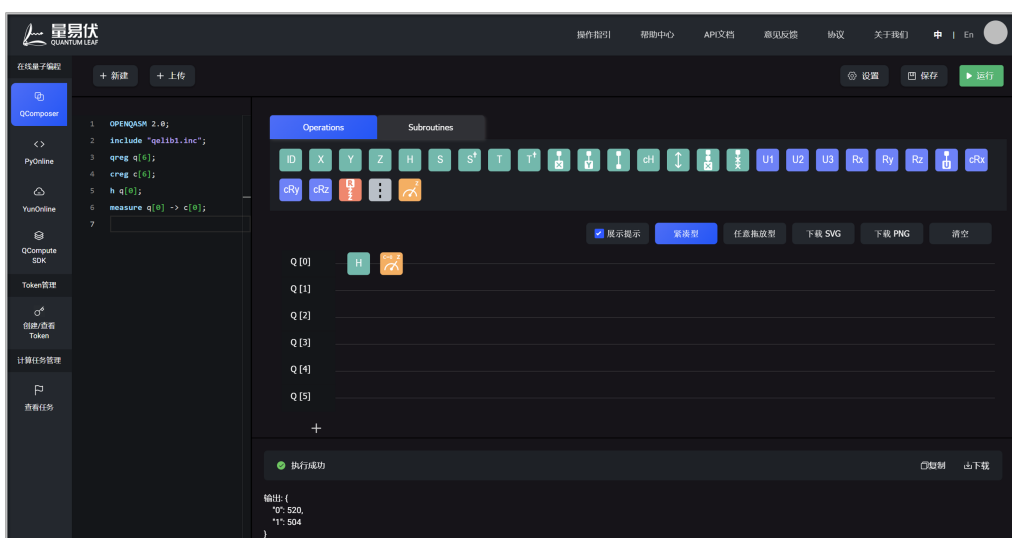 量易伏
QUANTUM LEAF
操作指引 帮助中心 API文档 意见反馈 协议 关于我们 中 | En
在线量子编程
+ 新建 + 上传
设置 保存 运行
QComposer
PyOnline
YunOnline
QCompute
SDK
Token管理
创建/查看
Token
计算任务管理
查看任务
1 OPENQASM 2.0;
2 include "qelib1.inc";
3 qreg q[6];
4 creg c[6];
5 h q[0];
6 measure q[0] -> c[0];
7
Operations Subroutines
ID X Y Z H S S† T T† X Y cH X U1 U2 U3 Rx Ry Rz U cRx
cRy cRz R Z
展示提示 紧凑型 任意拖放型 下载 SVG 下载 PNG 清空
Q [0] H Z
Q [1]
Q [2]
Q [3]
Q [4]
Q [5]
+
执行成功 复制 下载
输出: {
"0": 520,
"1": 504
}